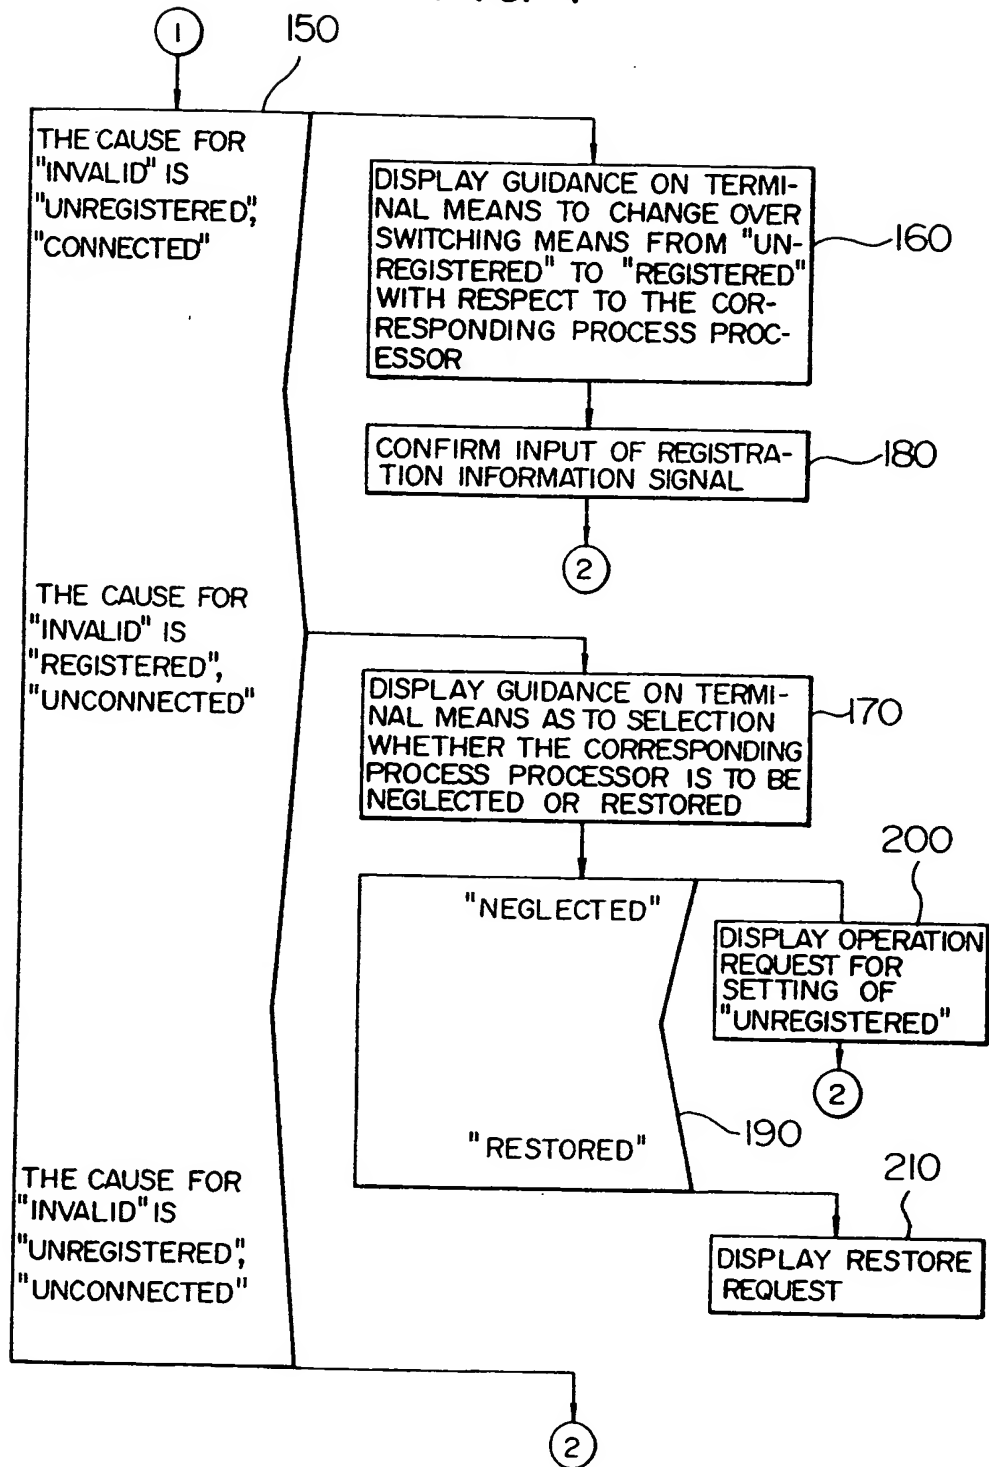 1
150
THE CAUSE FOR
"INVALID" IS
"UNREGISTERED",
"CONNECTED"
DISPLAY GUIDANCE ON TERMI-
NAL MEANS TO CHANGE OVER
SWITCHING MEANS FROM "UN-
REGISTERED" TO "REGISTERED"
WITH RESPECT TO THE COR-
RESPONDING PROCESS PROC-
ESSOR
160
CONFIRM INPUT OF REGISTRA-
TION INFORMATION SIGNAL
180
2
THE CAUSE FOR
"INVALID" IS
"REGISTERED",
"UNCONNECTED"
DISPLAY GUIDANCE ON TERMI-
NAL MEANS AS TO SELECTION
WHETHER THE CORRESPONDING
PROCESS PROCESSOR IS TO BE
NEGLECTED OR RESTORED
170
200
"NEGLECTED"
DISPLAY OPERATION
REQUEST FOR
SETTING OF
"UNREGISTERED"
2
190
"RESTORED"
210
DISPLAY RESTORE
REQUEST
THE CAUSE FOR
"INVALID" IS
"UNREGISTERED",
"UNCONNECTED"
2